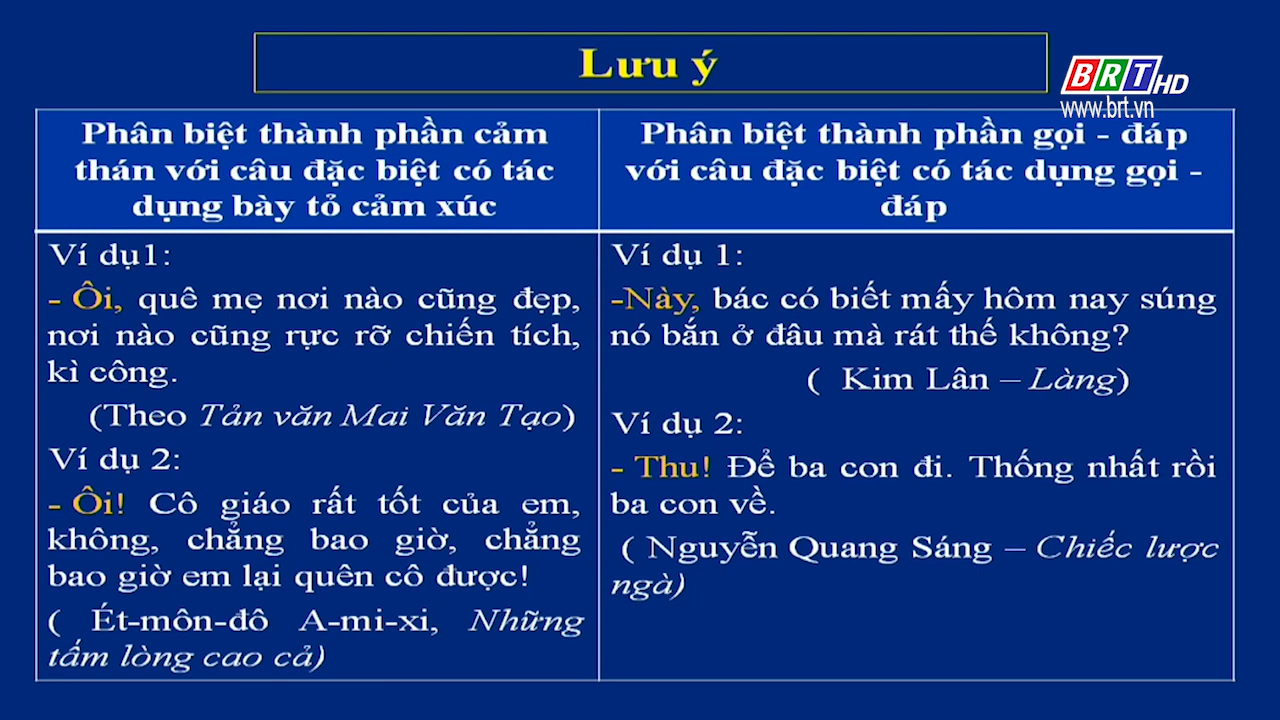 Lưu ý
BRT HD
www.brt.vn
Phân biệt thành phần cảm
thán với câu đặc biệt có tác
dụng bày tỏ cảm xúc
Phân biệt thành phần gọi - đáp
với câu đặc biệt có tác dụng gọi -
đáp
Ví dụ1:
- Ôi, quê mẹ nơi nào cũng đẹp,
nơi nào cũng rực rỡ chiến tích,
kì công.
(Theo Tản văn Mai Văn Tạo)
Ví dụ 2:
- Ôi! Cô giáo rất tốt của em,
không, chẳng bao giờ, chẳng
bao giờ em lại quên cô được!
( Ét-môn-đô A-mi-xi, Những
tấm lòng cao cả)
Ví dụ 1:
-Này, bác có biết mấy hôm nay súng
nó bắn ở đâu mà rát thế không?
( Kim Lân – Làng)
Ví dụ 2:
- Thu! Để ba con đi. Thống nhất rồi
ba con về.
( Nguyễn Quang Sáng – Chiếc lược
ngà)